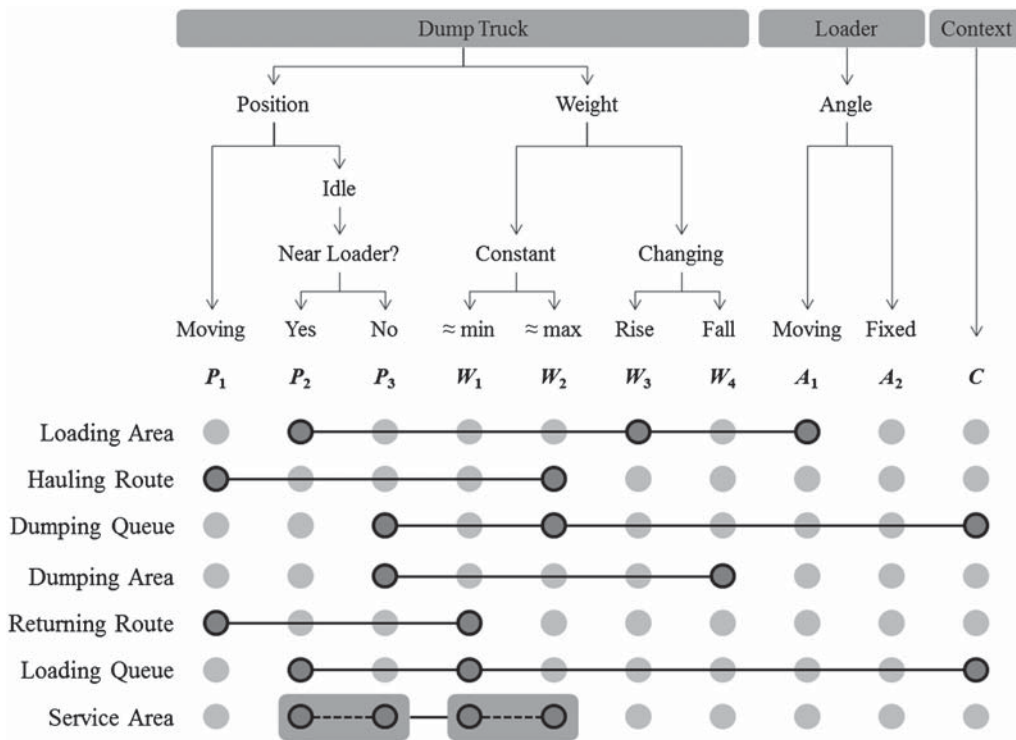 Dump Truck Loader Context
Position Weight Angle
Idle
Near Loader? Constant Changing
Moving Yes No ≈ min ≈ max Rise Fall Moving Fixed
P1 P2 P3 W1 W2 W3 W4 A1 A2 C
Loading Area
Hauling Route
Dumping Queue
Dumping Area
Returning Route
Loading Queue
Service Area